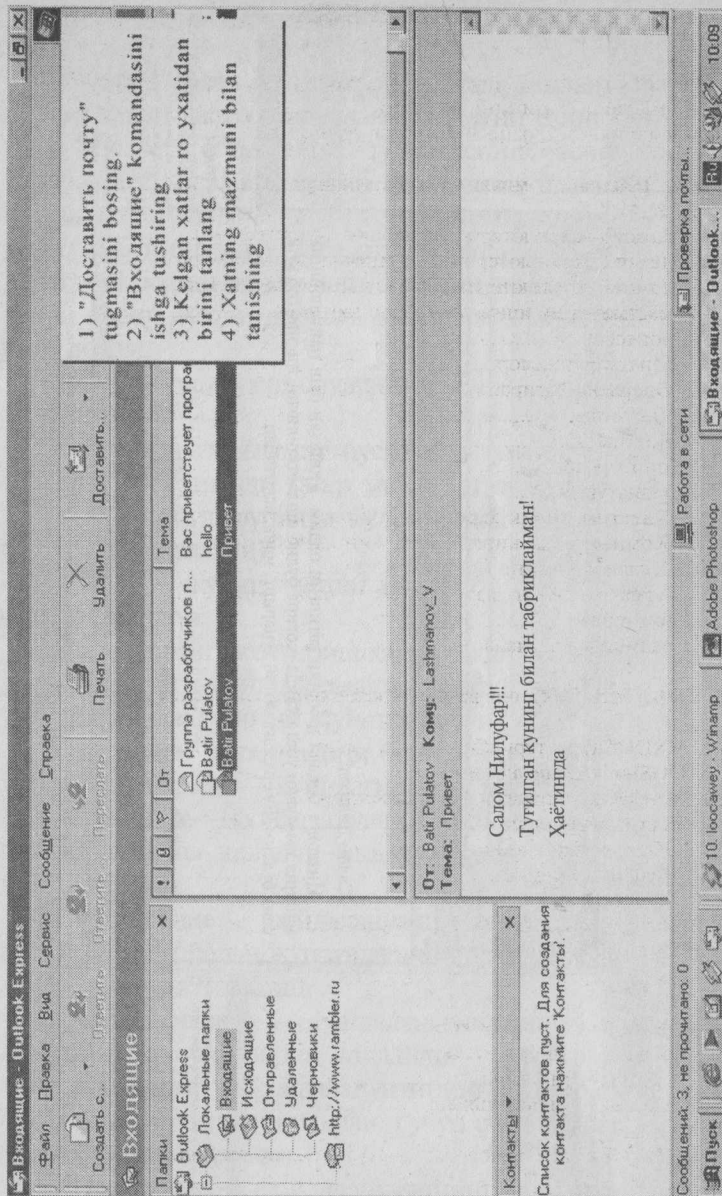 Входящие - Outlook Express
Файл Правка Вид Сервис Сообщение Справка
Создать с... Ответить Ответить Переслать Печать Удалить Доставить...
1) "Доставить почту"
tugmasini bosing.
2) "Входящие" komandasini
ishga tushiring
3) Kelgan xatlar ro yxatidan
birini tanlang
4) Xatning mazmuni bilan
tanishing
Входящие
Папки
Outlook Express
Локальные папки
Входящие
Исходящие
Отправленные
Удаленные
Черновики
http://www.rambler.ru
! От Тема
Группа разработчиков п... Вас приветствует програ
Batir Pulatov hello
Batir Pulatov Привет
От: Batir Pulatov Кому: Lashmanov_V
Тема: Привет
Салом Нилуфар!!!
Туғилган кунинг билан табриклайман!
Ҳаётингда
Контакты
Список контактов пуст. Для создания
контакта нажмите 'Контакты'.
Сообщений: 3, не прочитано: 0 Работа в сети Проверка почты...
Пуск 10. loocawey - Winamp Adobe Photoshop Входящие - Outlook... Ru 10:09